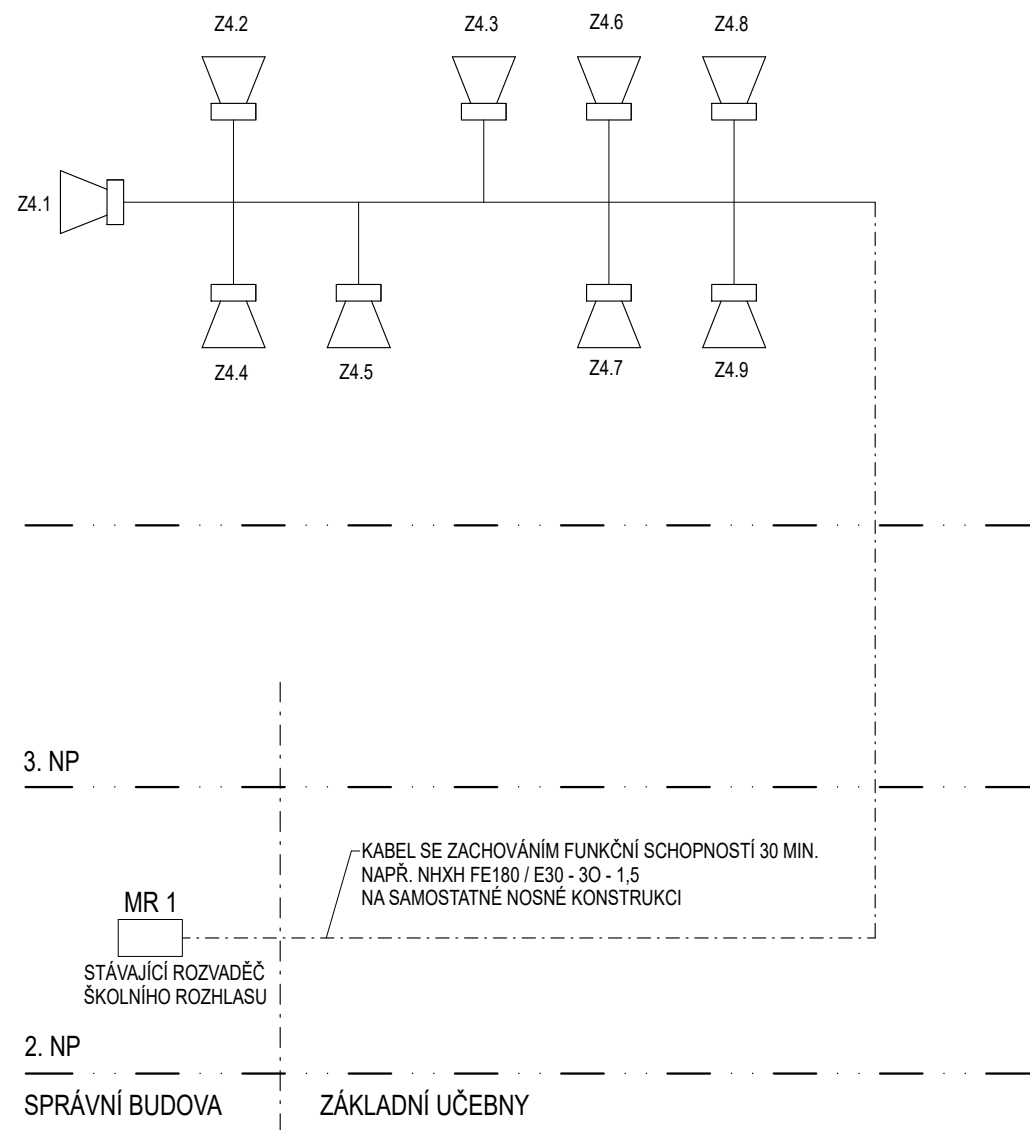 Z4.2
Z4.3
Z4.6
Z4.8
Z4.1
Z4.4
Z4.5
Z4.7
Z4.9
3. NP
KABEL SE ZACHOVÁNÍM FUNKČNÍ SCHOPNOSTÍ 30 MIN.
NAPŘ. NHXH FE180 / E30 - 3O - 1,5
NA SAMOSTATNÉ NOSNÉ KONSTRUKCI
MR 1
STÁVAJÍCÍ ROZVADĚČ
ŠKOLNÍHO ROZHLASU
2. NP
SPRÁVNÍ BUDOVA
ZÁKLADNÍ UČEBNY